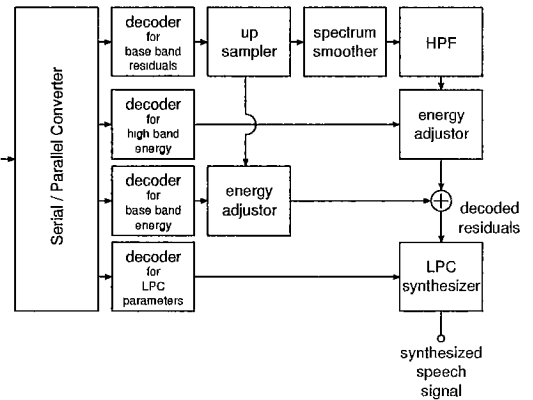 Serial / Parallel Converter
decoder
for
base band
residuals
up
sampler
spectrum
smoother
HPF
decoder
for
high band
energy
energy
adjustor
decoder
for
base band
energy
energy
adjustor
decoded
residuals
decoder
for
LPC
parameters
LPC
synthesizer
synthesized
speech
signal